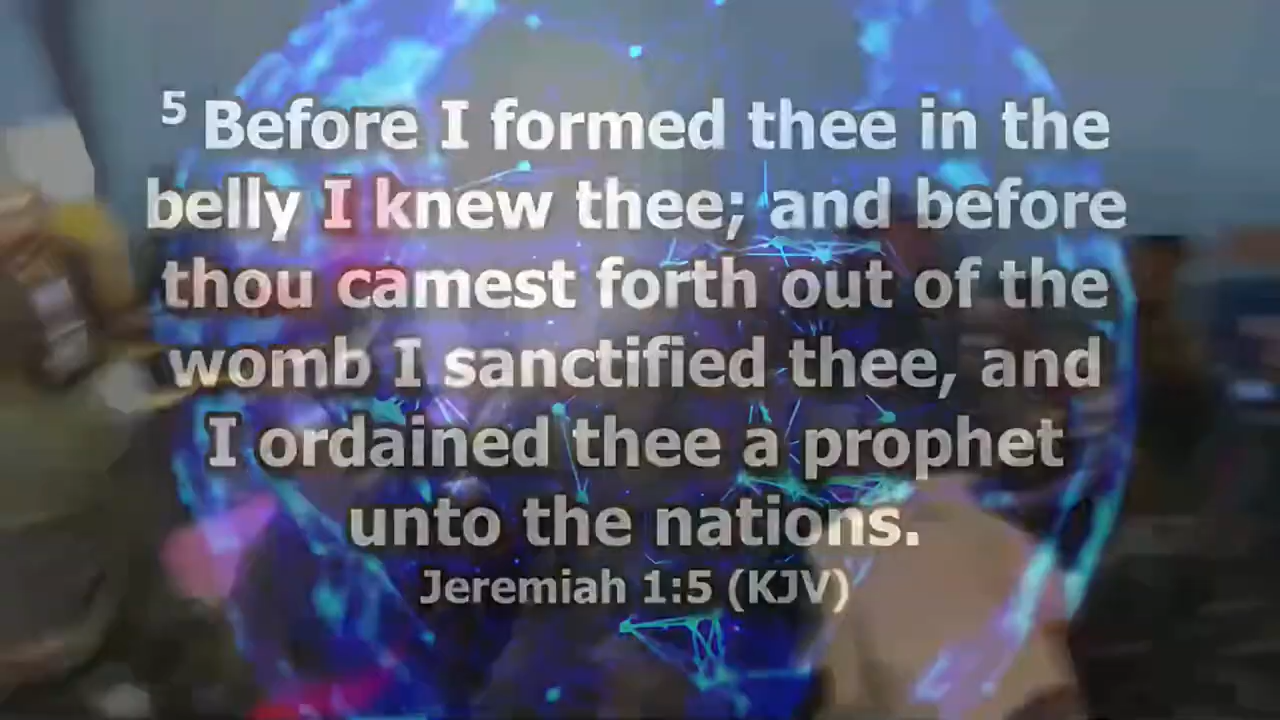 5 Before I formed thee in the
belly I knew thee; and before
thou camest forth out of the
womb I sanctified thee, and
I ordained thee a prophet
unto the nations.
Jeremiah 1:5 (KJV)